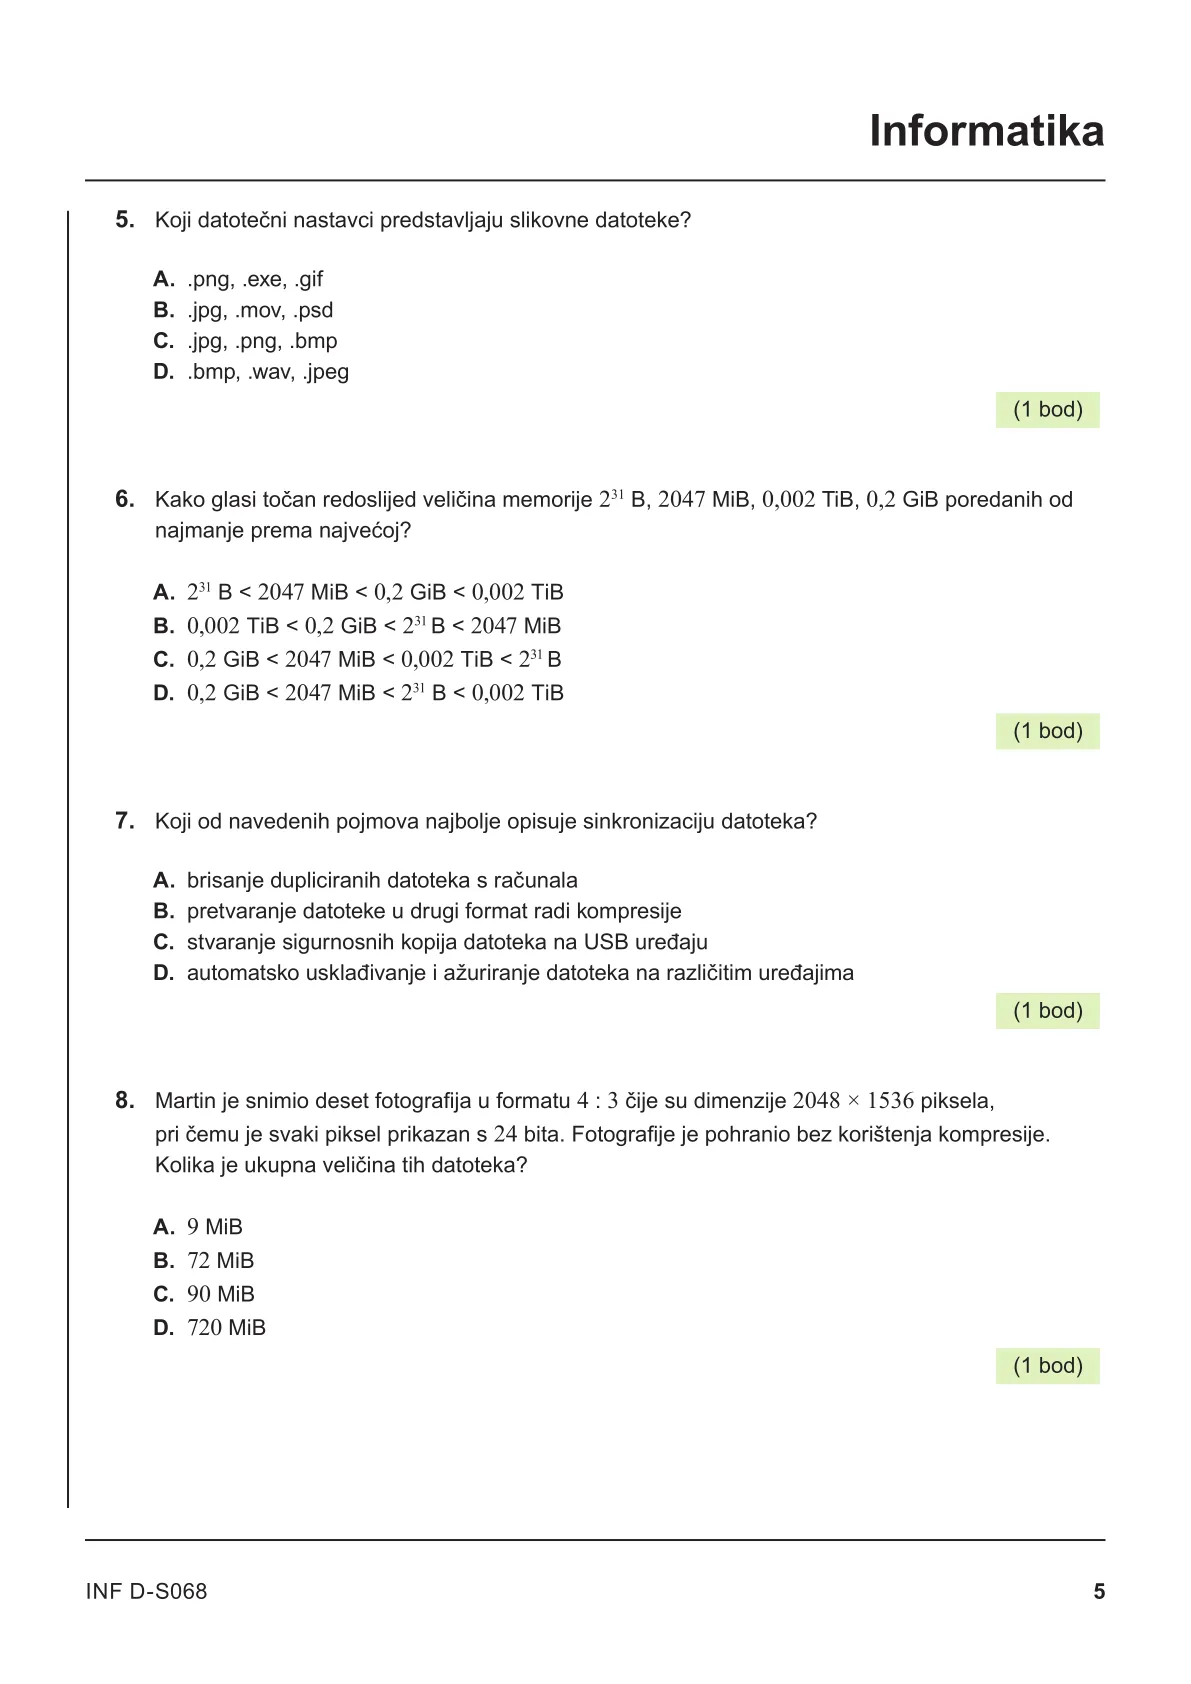 Informatika
5. Koji datotečni nastavci predstavljaju slikovne datoteke?
A. .png, .exe, .gif
B. .jpg, .mov, .psd
C. .jpg, .png, .bmp
D. .bmp, .wav, .jpeg
(1 bod)
6. Kako glasi točan redoslijed veličina memorije 2³¹ B, 2047 MiB, 0,002 TiB, 0,2 GiB poredanih od
najmanje prema najvećoj?
A. 2³¹ B < 2047 MiB < 0,2 GiB < 0,002 TiB
B. 0,002 TiB < 0,2 GiB < 2³¹ B < 2047 MiB
C. 0,2 GiB < 2047 MiB < 0,002 TiB < 2³¹ B
D. 0,2 GiB < 2047 MiB < 2³¹ B < 0,002 TiB
(1 bod)
7. Koji od navedenih pojmova najbolje opisuje sinkronizaciju datoteka?
A. brisanje dupliciranih datoteka s računala
B. pretvaranje datoteke u drugi format radi kompresije
C. stvaranje sigurnosnih kopija datoteka na USB uređaju
D. automatsko usklađivanje i ažuriranje datoteka na različitim uređajima
(1 bod)
8. Martin je snimio deset fotografija u formatu 4 : 3 čije su dimenzije 2048 × 1536 piksela,
pri čemu je svaki piksel prikazan s 24 bita. Fotografije je pohranio bez korištenja kompresije.
Kolika je ukupna veličina tih datoteka?
A. 9 MiB
B. 72 MiB
C. 90 MiB
D. 720 MiB
(1 bod)
INF D-S068
5